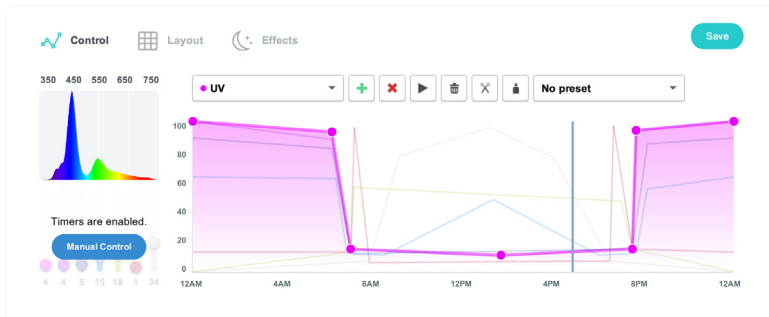 Control
Layout
Effects
Save
350 450 550 650 750
UV
No preset
Timers are enabled.
Manual Control
4 4 5 15 19 1 34
100
80
60
40
20
0
12AM 4AM 8AM 12PM 4PM 8PM 12AM